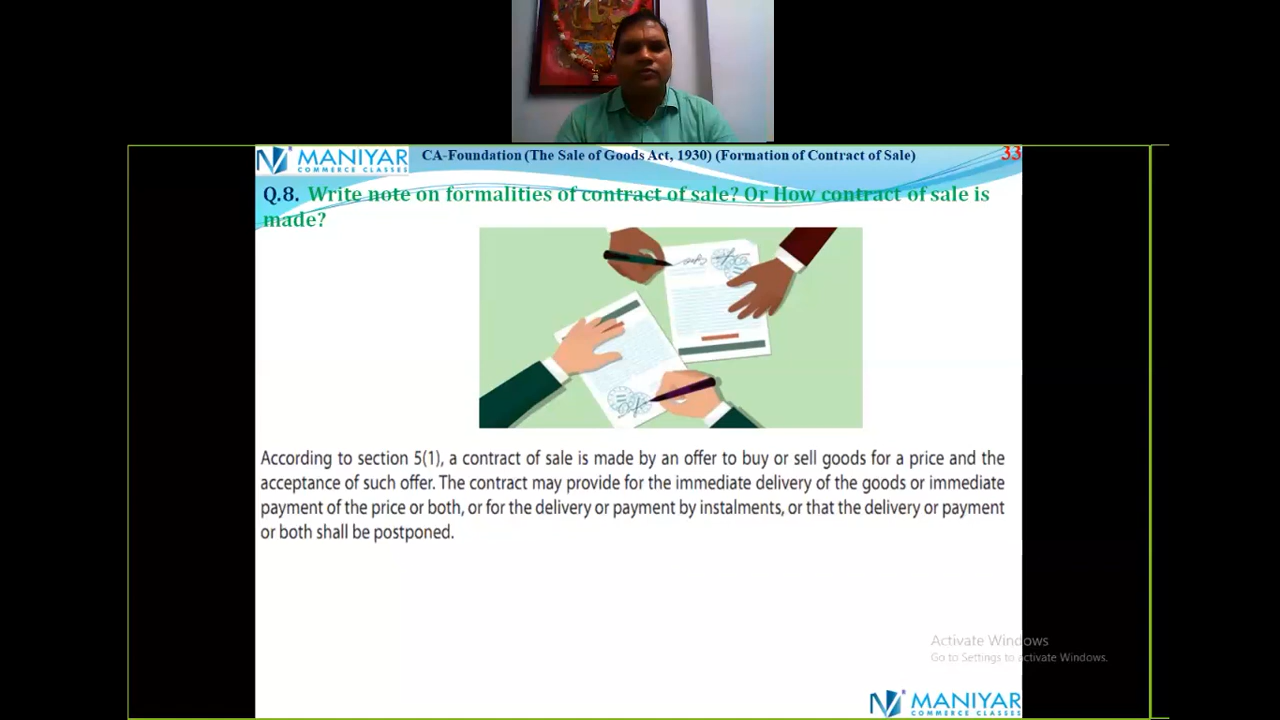 MANIYAR
COMMERCE CLASSES
CA-Foundation (The Sale of Goods Act, 1930) (Formation of Contract of Sale)
33
Q.8. Write note on formalities of contract of sale? Or How contract of sale is
made?
According to section 5(1), a contract of sale is made by an offer to buy or sell goods for a price and the
acceptance of such offer. The contract may provide for the immediate delivery of the goods or immediate
payment of the price or both, or for the delivery or payment by instalments, or that the delivery or payment
or both shall be postponed.
Activate Windows
Go to Settings to activate Windows.
MANIYAR
COMMERCE CLASSES